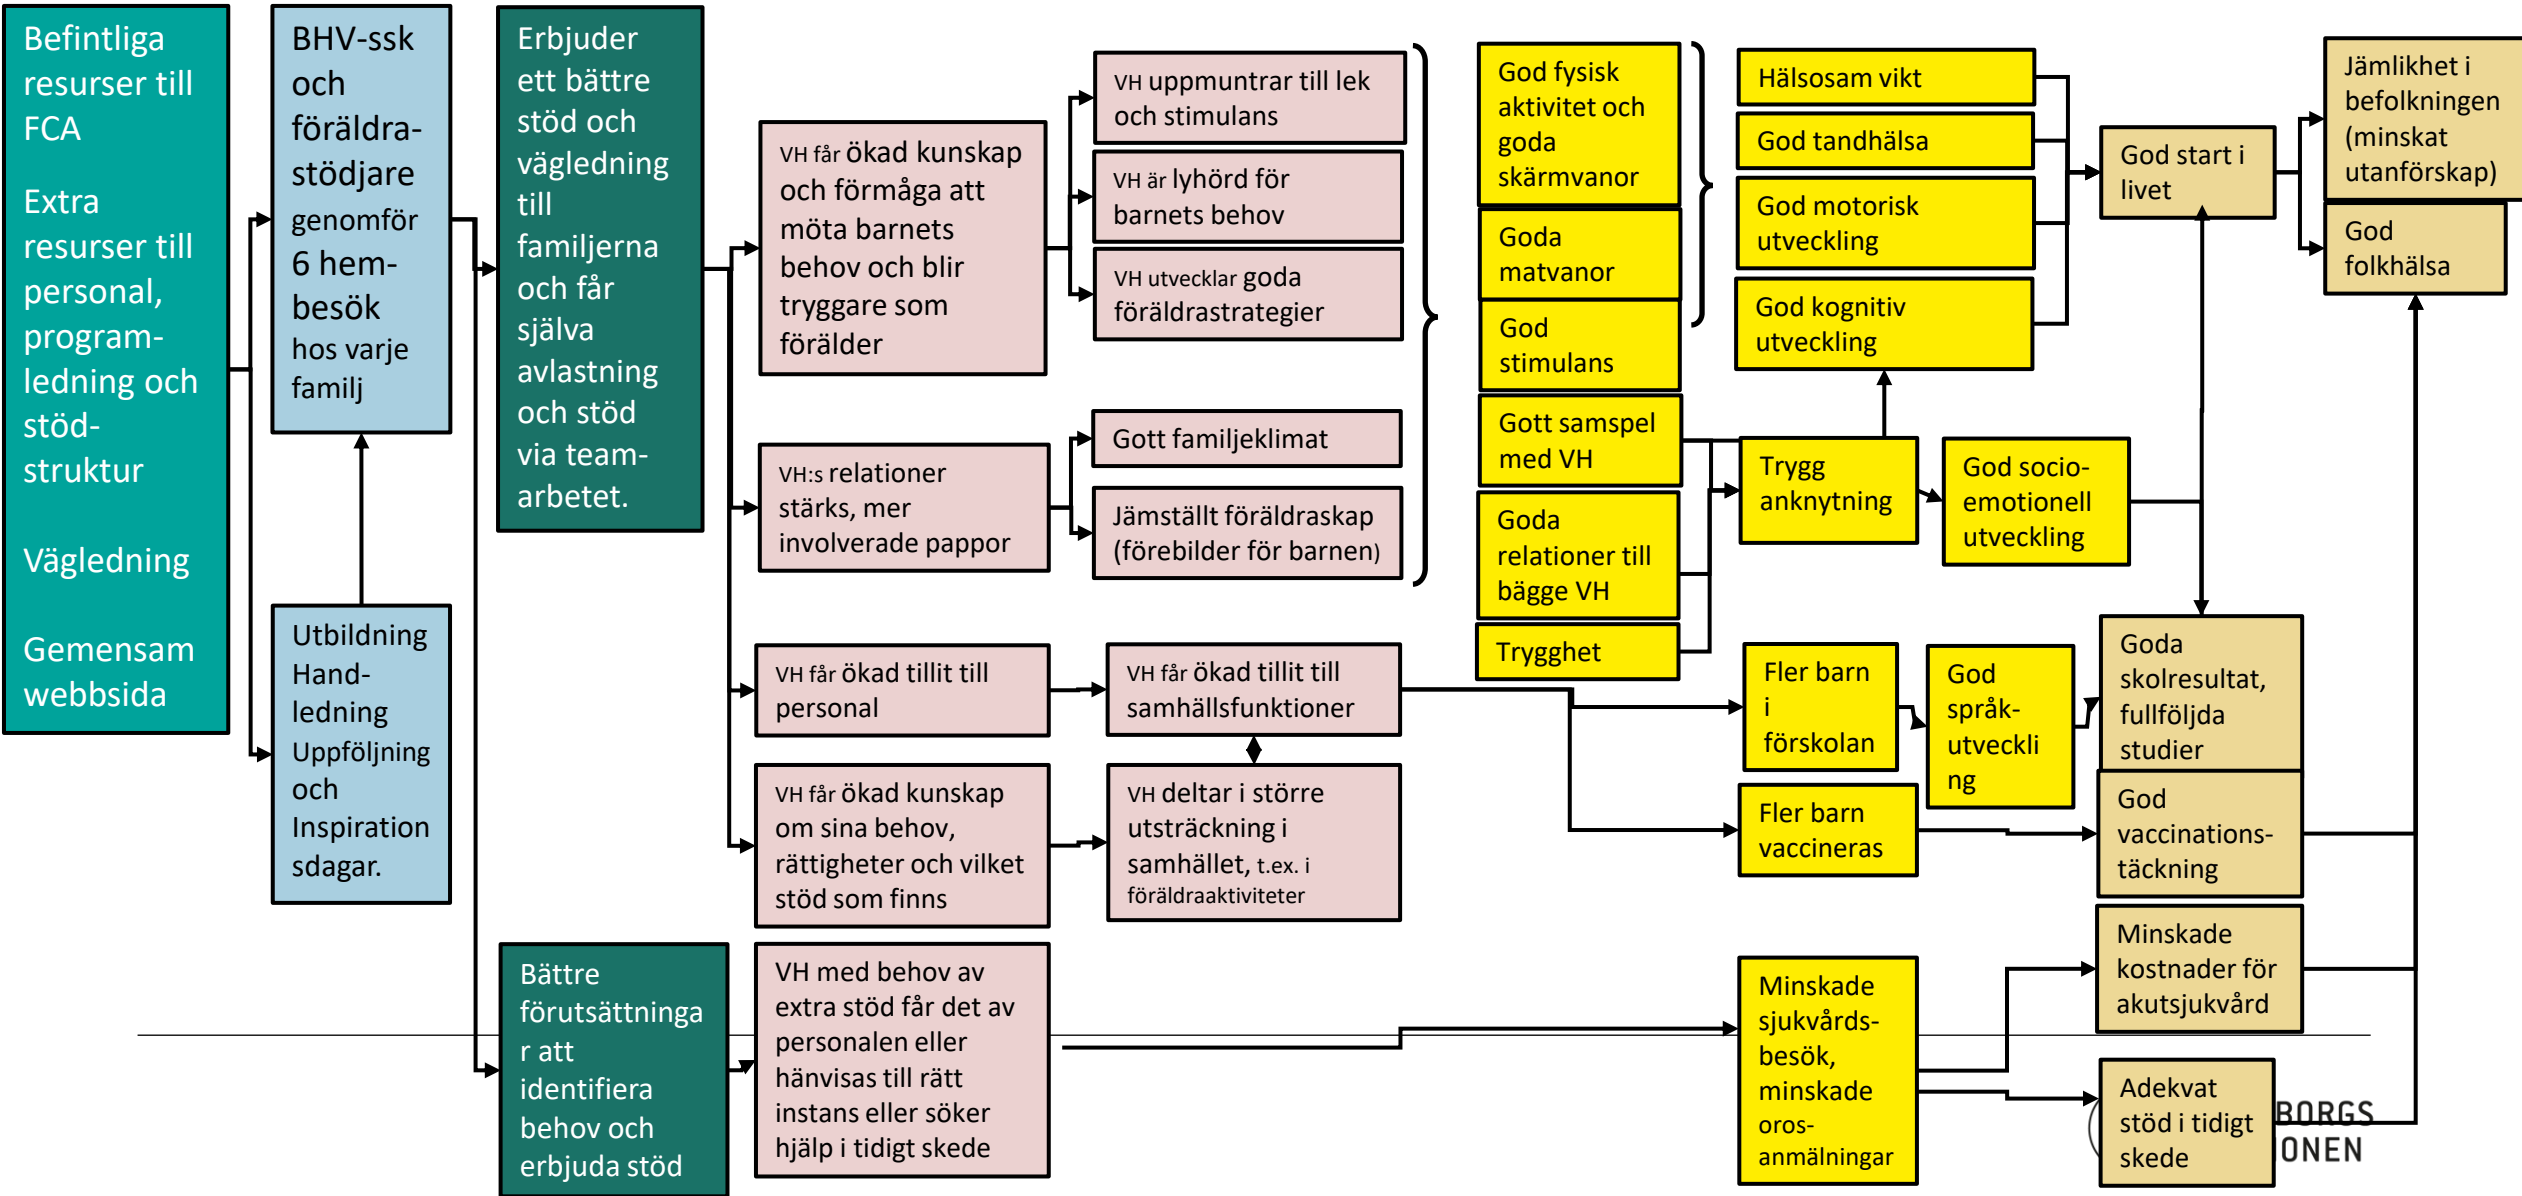 Befintliga
resurser till
FCA
Extra
resurser till
personal,
program-
ledning och
stöd-
struktur
Vägledning
Gemensam
webbsida
BHV-ssk
och
föräldra-
stödjare
genomför
6 hem-
besök
hos varje
familj
Utbildning
Hand-
ledning
Uppföljning
och
Inspiration
sdagar.
Erbjuder
ett bättre
stöd och
vägledning
till
familjerna
och får
själva
avlastning
och stöd
via team-
arbetet.
Bättre
förutsättninga
r att
identifiera
behov och
erbjuda stöd
VH får ökad kunskap
och förmåga att
möta barnets
behov och blir
tryggare som
förälder
VH:s relationer
stärks, mer
involverade pappor
VH får ökad tillit till
personal
VH får ökad kunskap
om sina behov,
rättigheter och vilket
stöd som finns
VH med behov av
extra stöd får det av
personalen eller
hänvisas till rätt
instans eller söker
hjälp i tidigt skede
VH uppmuntrar till lek
och stimulans
VH är lyhörd för
barnets behov
VH utvecklar goda
föräldrastrategier
Gott familjeklimat
Jämställt föräldraskap
(förebilder för barnen)
VH får ökad tillit till
samhällsfunktioner
VH deltar i större
utsträckning i
samhället, t.ex. i
föräldraaktiviteter
God fysisk
aktivitet och
goda
skärmvanor
Goda
matvanor
God
stimulans
Gott samspel
med VH
Goda
relationer till
bägge VH
Trygghet
Hälsosam vikt
God tandhälsa
God motorisk
utveckling
God kognitiv
utveckling
Trygg
anknytning
God socio-
emotionell
utveckling
Fler barn
i
förskolan
God
språk-
utveckli
ng
Fler barn
vaccineras
Minskade
sjukvårds-
besök,
minskade
oros-
anmälningar
God start i
livet
Goda
skolresultat,
fullföljda
studier
God
vaccinations-
täckning
Minskade
kostnader för
akutsjukvård
Adekvat
stöd i tidigt
skede
Jämlikhet i
befolkningen
(minskat
utanförskap)
God
folkhälsa
BORGS
ONEN